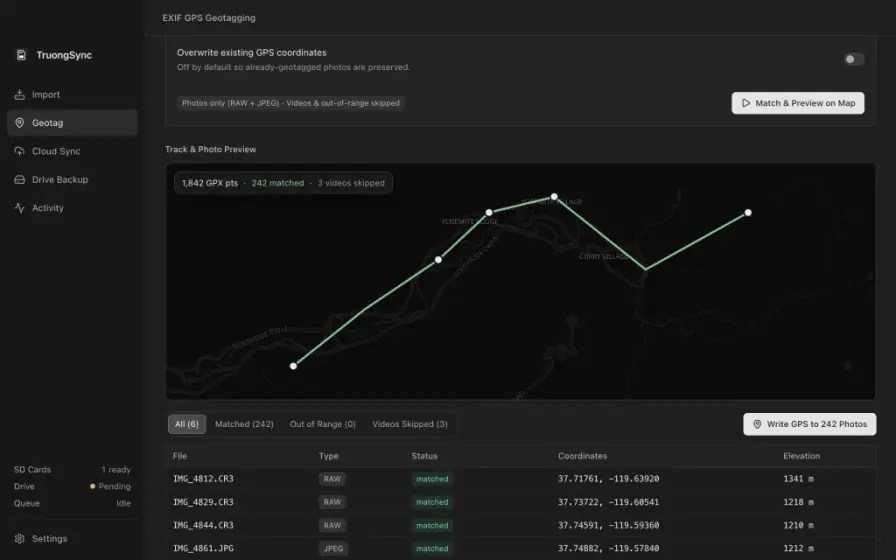 EXIF GPS Geotagging
TruongSync
Import
Geotag
Cloud Sync
Drive Backup
Activity
SD Cards 1 ready
Drive Pending
Queue Idle
Settings
Overwrite existing GPS coordinates
Off by default so already-geotagged photos are preserved.
Photos only (RAW + JPEG) · Videos & out-of-range skipped
Match & Preview on Map
Track & Photo Preview
1,842 GPX pts · 242 matched · 3 videos skipped
YOSEMITE LODGE
VILLAGE
CURRY VILLAGE
NORTHSIDE DRIVE
All (6) Matched (242) Out of Range (0) Videos Skipped (3)
Write GPS to 242 Photos
File Type Status Coordinates Elevation
IMG_4812.CR3 RAW matched 37.71761, -119.63920 1341 m
IMG_4829.CR3 RAW matched 37.73722, -119.60541 1218 m
IMG_4844.CR3 RAW matched 37.74591, -119.59360 1210 m
IMG_4861.JPG JPEG matched 37.74882, -119.57840 1212 m